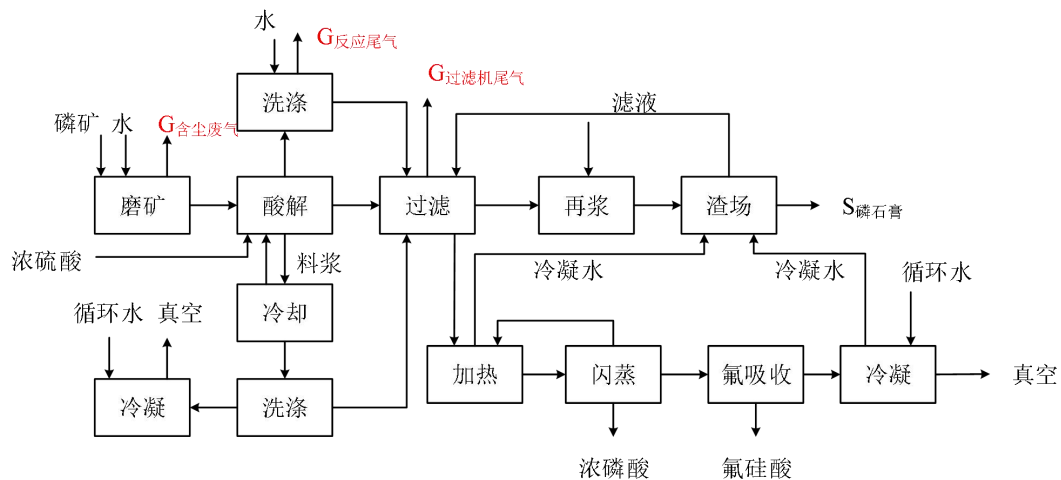 水
G反应尾气
G过滤机尾气
洗涤
滤液
磷矿 水
G含尘废气
磨矿
酸解
过滤
再浆
渣场
S磷石膏
浓硫酸
料浆
冷凝水
冷凝水
循环水
循环水 真空
冷却
加热
闪蒸
氟吸收
冷凝
真空
冷凝
洗涤
浓磷酸
氟硅酸